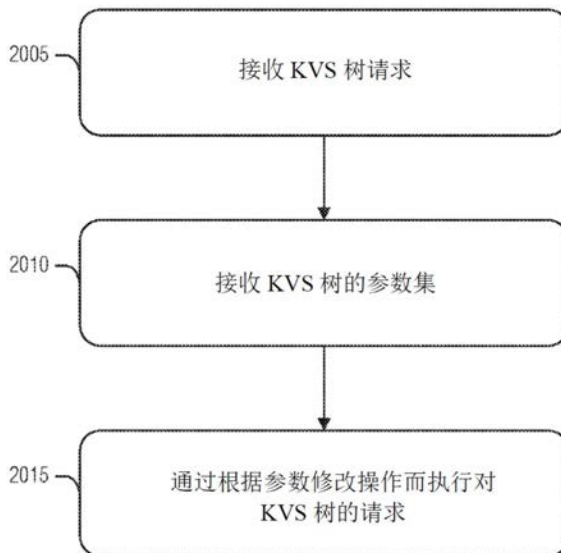 2005
接收 KVS 树请求
2010
接收 KVS 树的参数集
2015
通过根据参数修改操作而执行对
KVS 树的请求